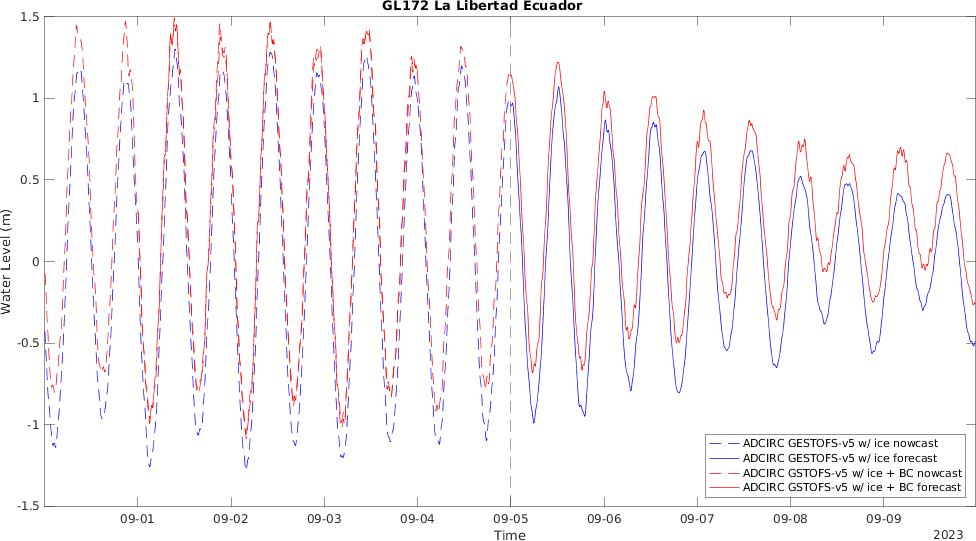 GL172 La Libertad Ecuador
1.5
1
0.5
0
-0.5
-1
-1.5
Water Level (m)
09-01 09-02 09-03 09-04 09-05 09-06 09-07 09-08 09-09
Time
2023
ADCIRC GESTOFS-v5 w/ ice nowcast
ADCIRC GESTOFS-v5 w/ ice forecast
ADCIRC GSTOFS-v5 w/ ice + BC nowcast
ADCIRC GSTOFS-v5 w/ ice + BC forecast